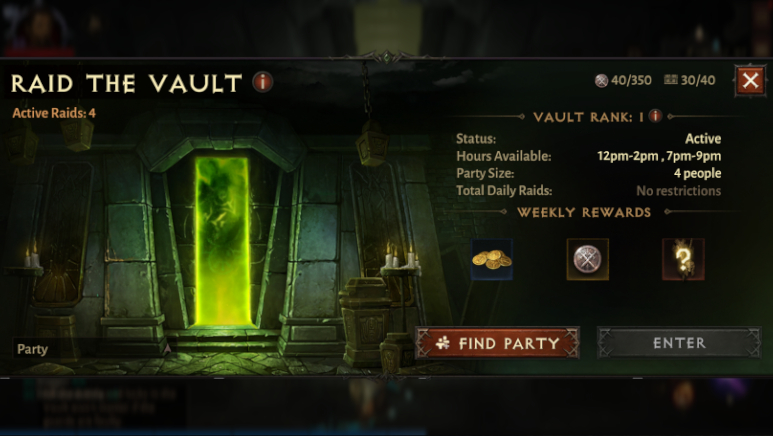 RAID THE VAULT
40/350
30/40
Active Raids: 4
VAULT RANK: I
Status: Active
Hours Available: 12pm-2pm , 7pm-9pm
Party Size: 4 people
Total Daily Raids: No restrictions
WEEKLY REWARDS
Party
FIND PARTY
ENTER